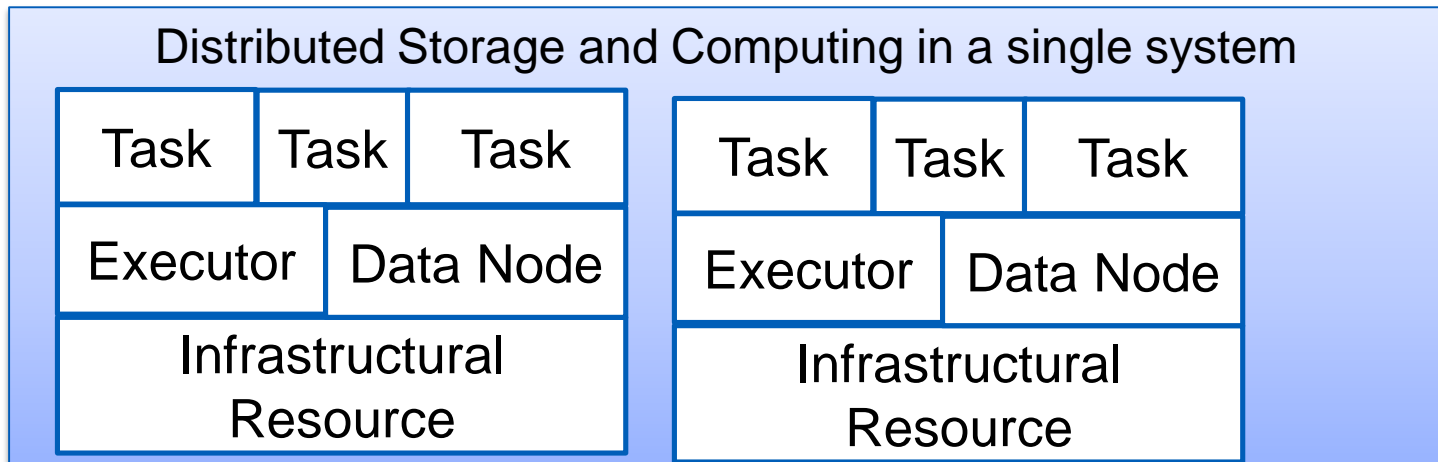 Distributed Storage and Computing in a single system
Task Task Task
Executor Data Node
Infrastructural
Resource
Task Task Task
Executor Data Node
Infrastructural
Resource